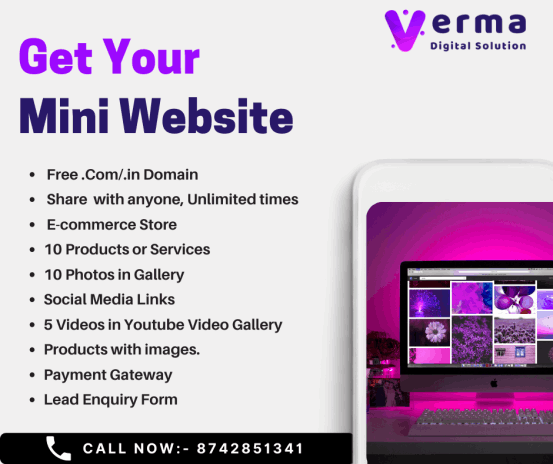 Verma
Digital Solution
Get Your
Mini Website
• Free .Com/.in Domain
• Share with anyone, Unlimited times
• E-commerce Store
• 10 Products or Services
• 10 Photos in Gallery
• Social Media Links
• 5 Videos in Youtube Video Gallery
• Products with images.
• Payment Gateway
• Lead Enquiry Form
CALL NOW:- 8742851341